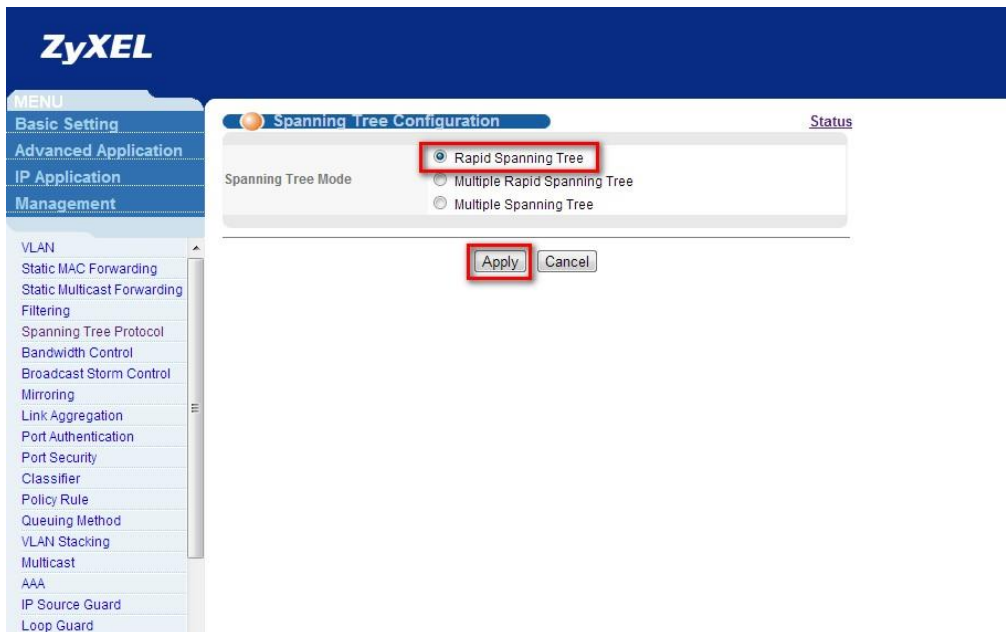 ZyXEL
MENU
Basic Setting
Advanced Application
IP Application
Management
VLAN
Static MAC Forwarding
Static Multicast Forwarding
Filtering
Spanning Tree Protocol
Bandwidth Control
Broadcast Storm Control
Mirroring
Link Aggregation
Port Authentication
Port Security
Classifier
Policy Rule
Queuing Method
VLAN Stacking
Multicast
AAA
IP Source Guard
Loop Guard
Spanning Tree Configuration
Status
Spanning Tree Mode
Rapid Spanning Tree
Multiple Rapid Spanning Tree
Multiple Spanning Tree
Apply
Cancel